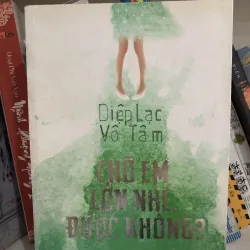 Diệp Lạc
Vô Tâm
CHỜ EM
LỚN NHÉ,
ĐƯỢC KHÔNG?